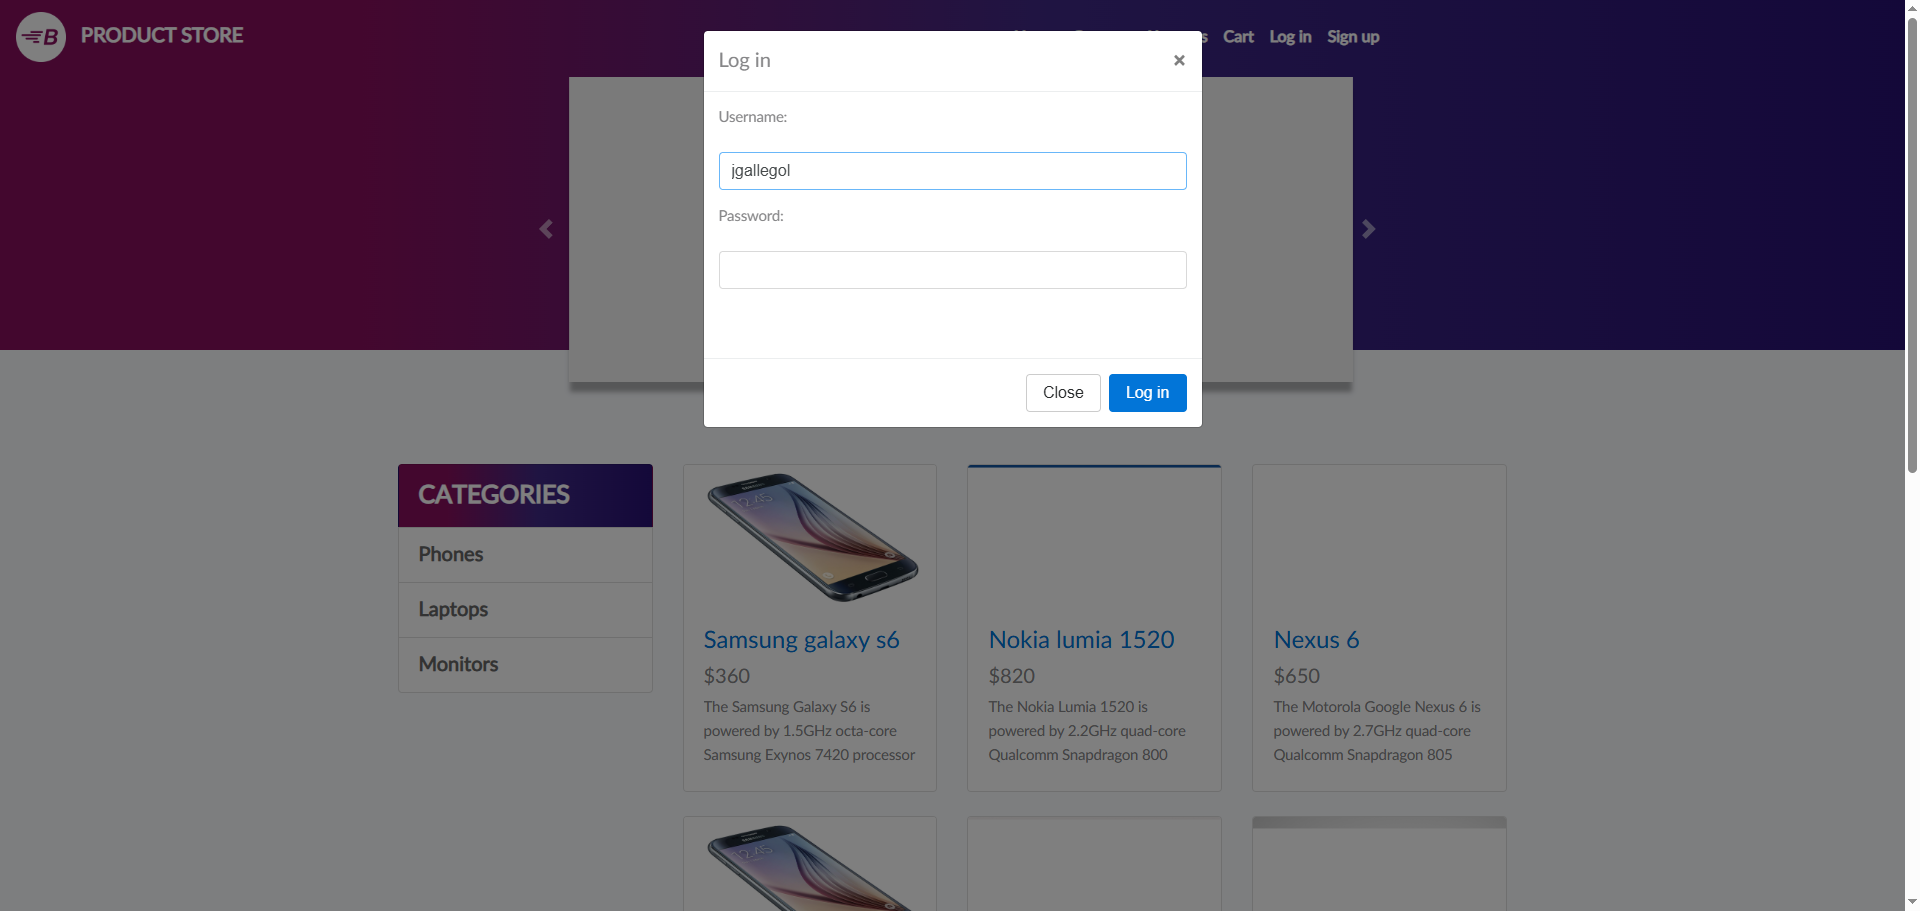 PRODUCT STORE
Cart
Log in
Sign up
Log in
×
Username:
jgallegol
Password:
Close
Log in
CATEGORIES
Phones
Laptops
Monitors
Samsung galaxy s6
$360
The Samsung Galaxy S6 is
powered by 1.5GHz octa-core
Samsung Exynos 7420 processor
Nokia lumia 1520
$820
The Nokia Lumia 1520 is
powered by 2.2GHz quad-core
Qualcomm Snapdragon 800
Nexus 6
$650
The Motorola Google Nexus 6 is
powered by 2.7GHz quad-core
Qualcomm Snapdragon 805
12:45